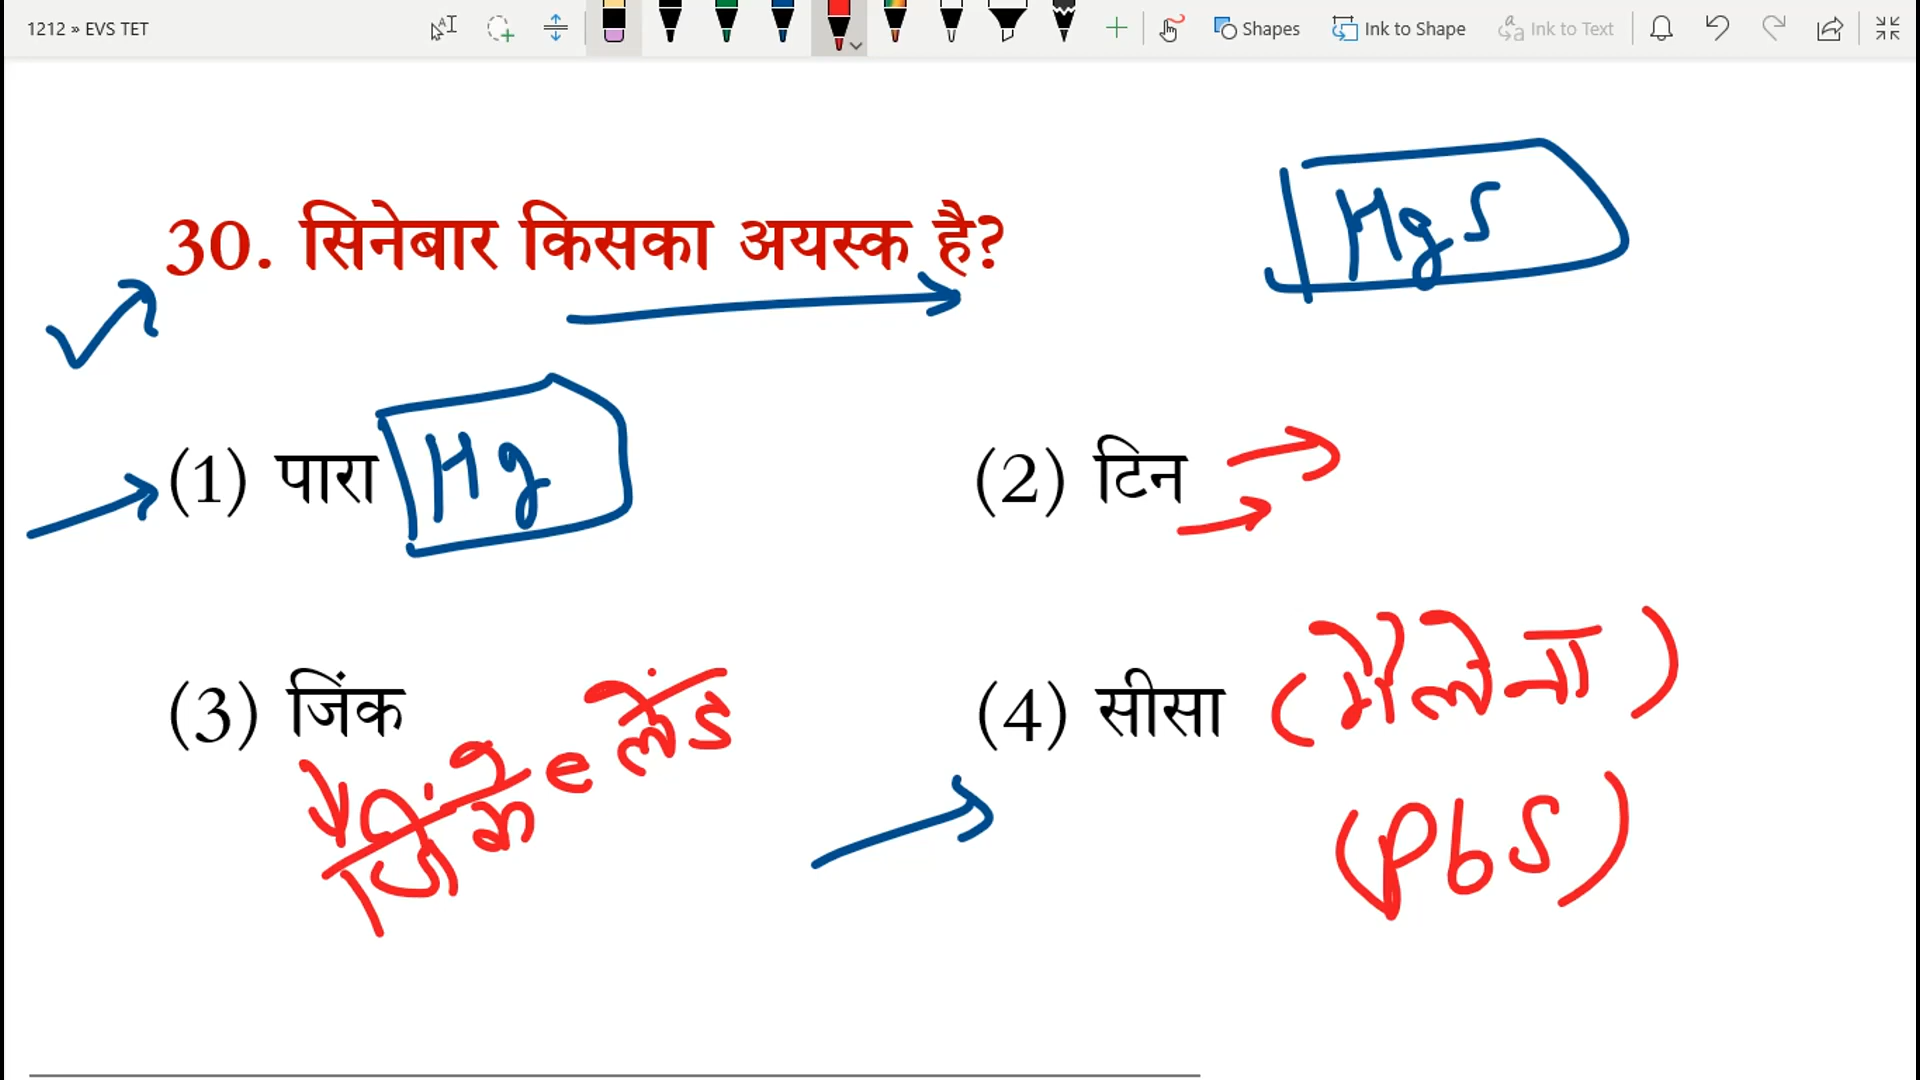 1212 » EVS TET
Shapes
Ink to Shape
Ink to Text
HgS
30. सिनेबार किसका अयस्क है?
(1) पारा Hg
(2) टिन
(3) जिंक
(4) सीसा (गैलेना)
जिंक ब्लेंड
(PbS)